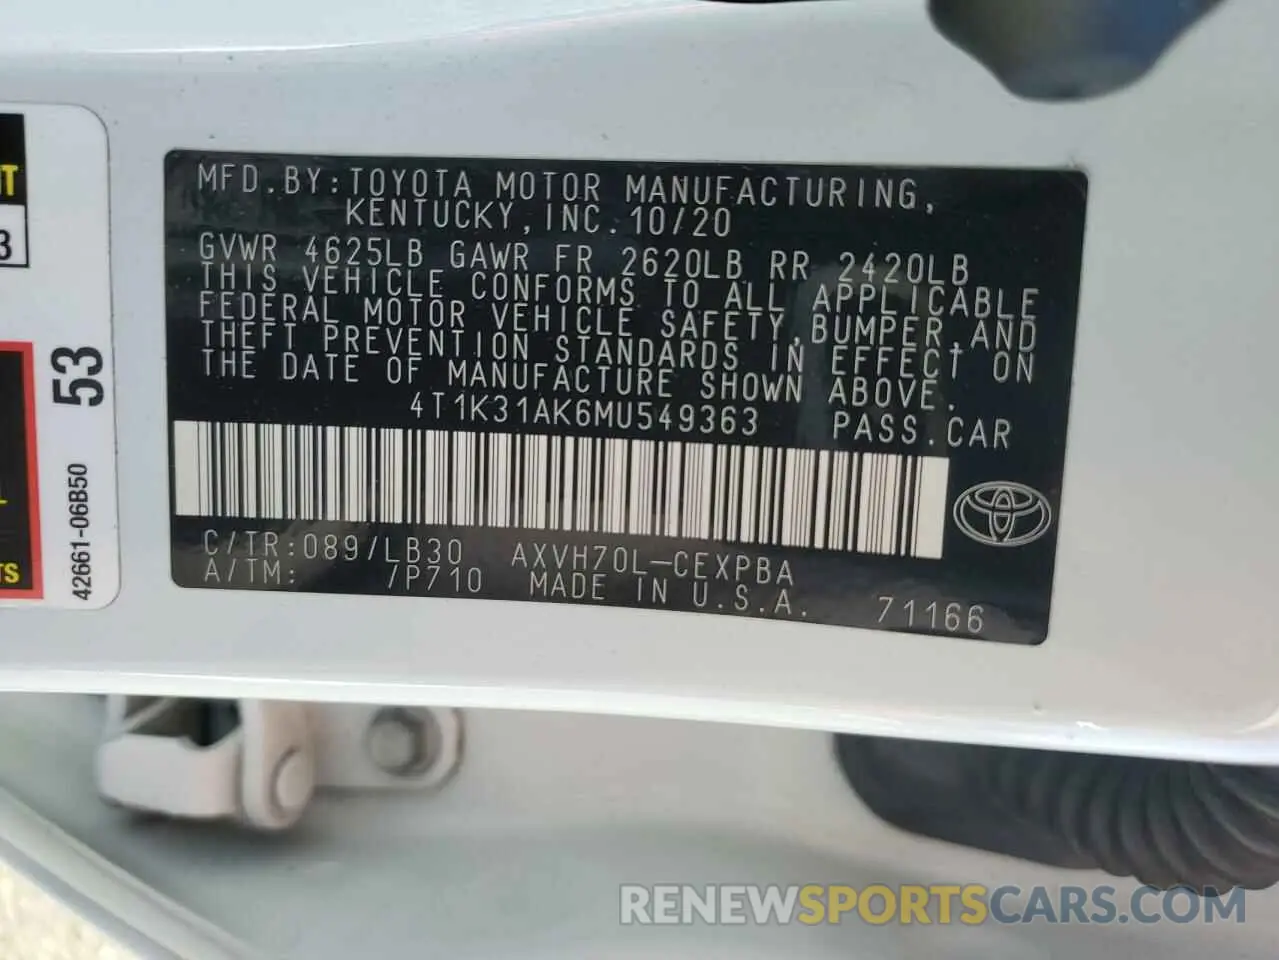 MFD.BY:TOYOTA MOTOR MANUFACTURING,
KENTUCKY,INC.10/20
GVWR 4625LB GAWR FR 2620LB RR 2420LB
THIS VEHICLE CONFORMS TO ALL APPLICABLE
FEDERAL MOTOR VEHICLE SAFETY,BUMPER,AND
THEFT PREVENTION STANDARDS IN EFFECT ON
THE DATE OF MANUFACTURE SHOWN ABOVE.
4T1K31AK6MU549363 PASS.CAR
C/TR:089/LB30 AXVH70L-CEXPBA
A/TM: /P710 MADE IN U.S.A. 71166
53
42661-06B50
3
RENEWSPORTSCARS.COM